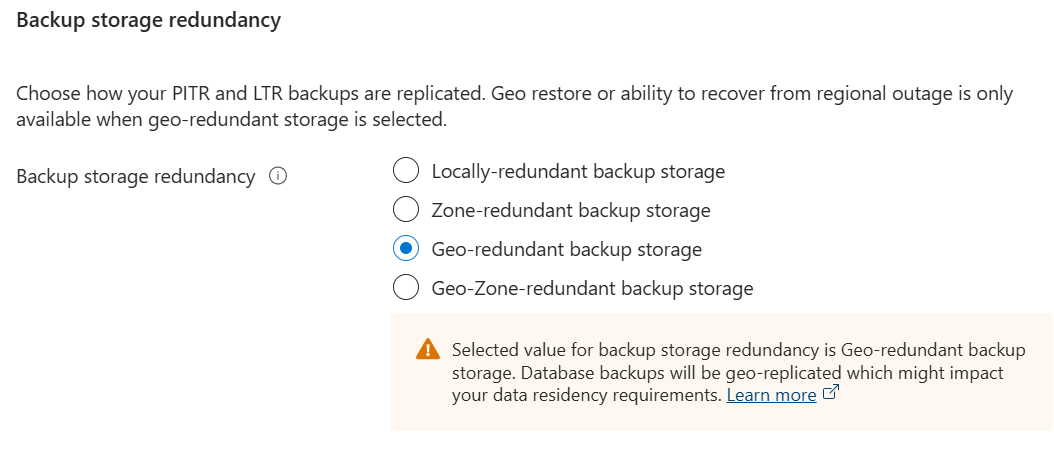 Backup storage redundancy
Choose how your PITR and LTR backups are replicated. Geo restore or ability to recover from regional outage is only
available when geo-redundant storage is selected.
Backup storage redundancy
Locally-redundant backup storage
Zone-redundant backup storage
Geo-redundant backup storage
Geo-Zone-redundant backup storage
Selected value for backup storage redundancy is Geo-redundant backup
storage. Database backups will be geo-replicated which might impact
your data residency requirements. Learn more